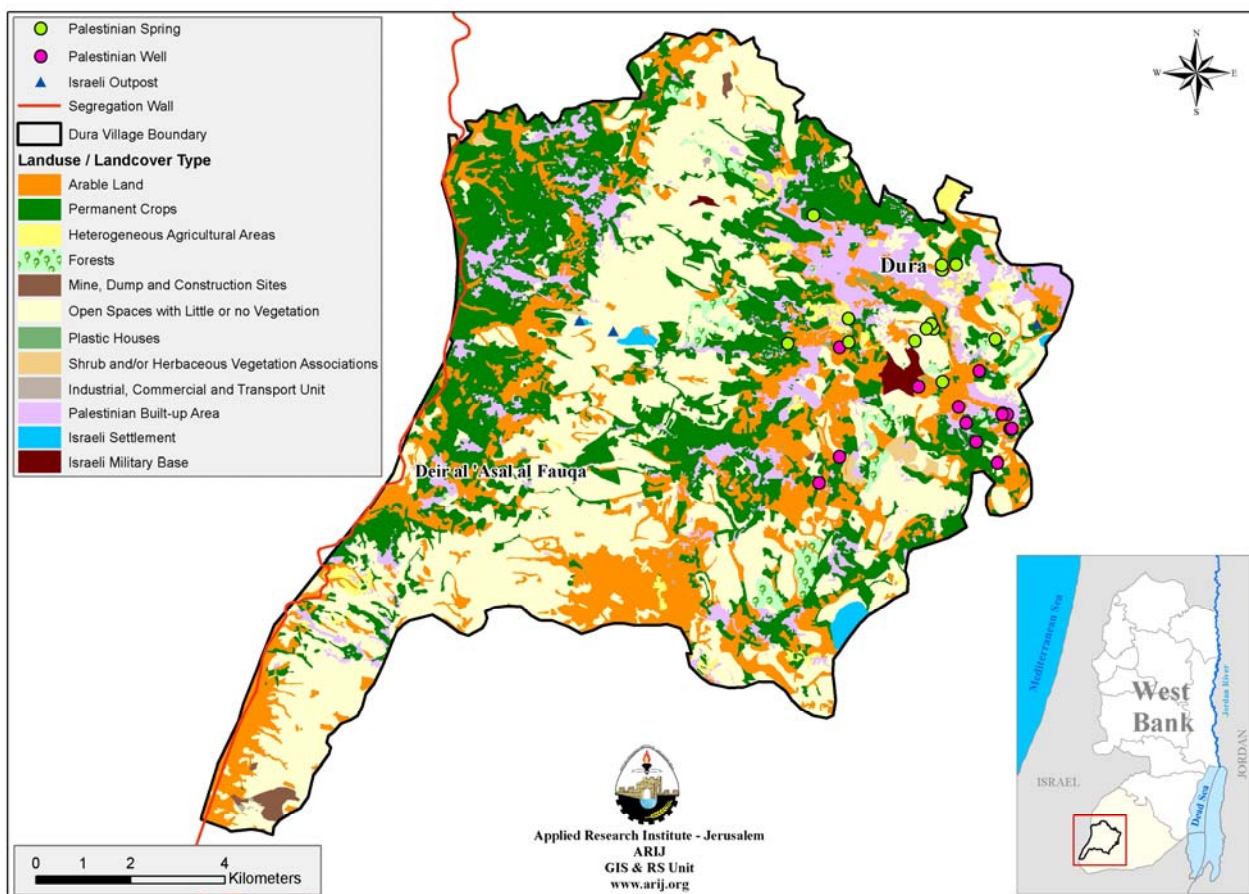 Palestinian Spring
Palestinian Well
Israeli Outpost
Segregation Wall
Dura Village Boundary
Landuse / Landcover Type
Arable Land
Permanent Crops
Heterogeneous Agricultural Areas
Forests
Mine, Dump and Construction Sites
Open Spaces with Little or no Vegetation
Plastic Houses
Shrub and/or Herbaceous Vegetation Associations
Industrial, Commercial and Transport Unit
Palestinian Built-up Area
Israeli Settlement
Israeli Military Base
N
W E
S
Dura
Deir al 'Asal al Fauqa
Applied Research Institute - Jerusalem
ARIJ
GIS & RS Unit
www.arij.org
0 2 4
Kilometers
Mediterranean Sea
West
Bank
Jordan River
JORDAN
ISRAEL
Dead Sea